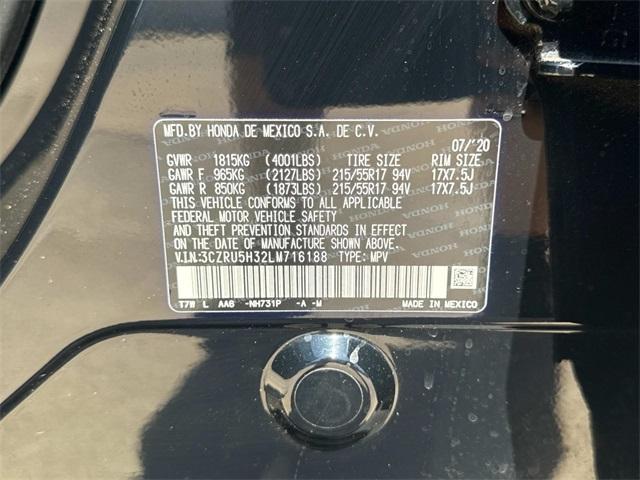 MFD. BY HONDA DE MEXICO S.A. DE C.V.
07/'20
GVWR 1815KG (4001LBS) TIRE SIZE RIM SIZE
GAWR F 965KG (2127LBS) 215/55R17 94V 17X7.5J
GAWR R 850KG (1873LBS) 215/55R17 94V 17X7.5J
THIS VEHICLE CONFORMS TO ALL APPLICABLE
FEDERAL MOTOR VEHICLE SAFETY
AND THEFT PREVENTION STANDARDS IN EFFECT
ON THE DATE OF MANUFACTURE SHOWN ABOVE.
V.I.N:3CZRU5H32LM716188 TYPE: MPV
T7W L AA6 -NH731P -A -M MADE IN MEXICO